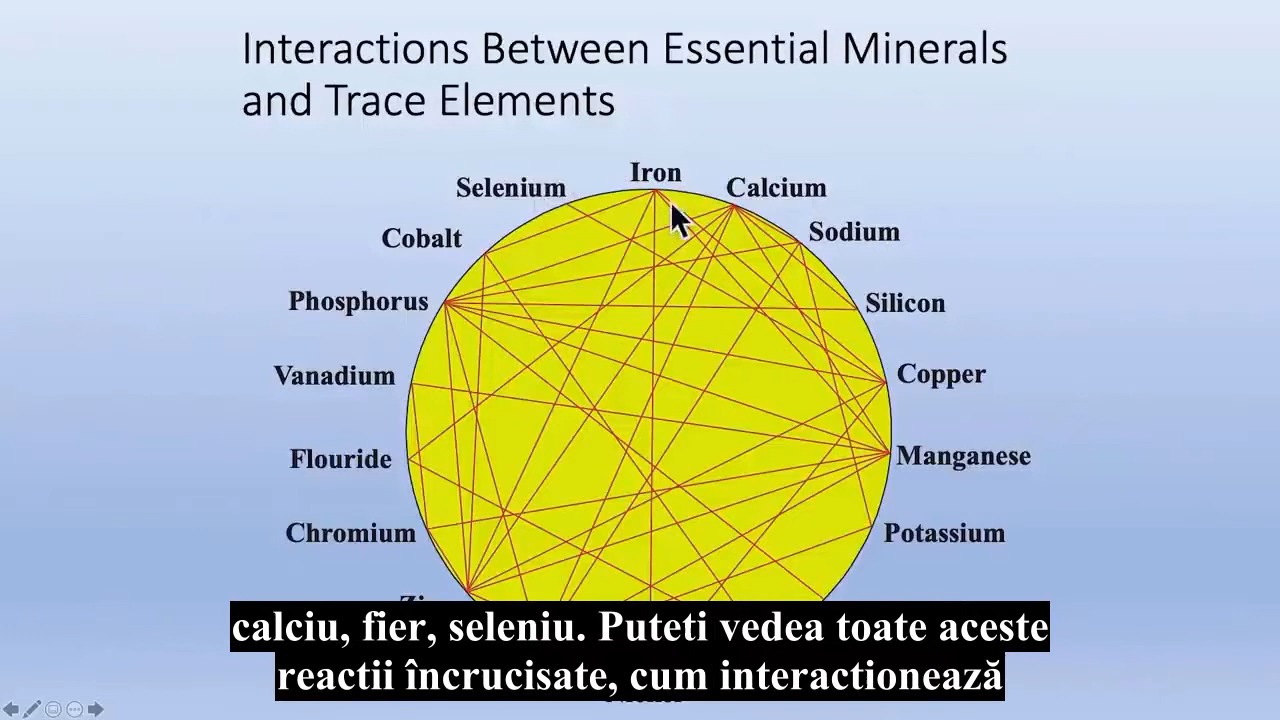 Interactions Between Essential Minerals
and Trace Elements
Iron
Selenium
Calcium
Cobalt
Sodium
Phosphorus
Silicon
Vanadium
Copper
Flouride
Manganese
Chromium
Potassium
calciu, fier, seleniu. Puteti vedea toate aceste
reactii încrucisate, cum interactionează